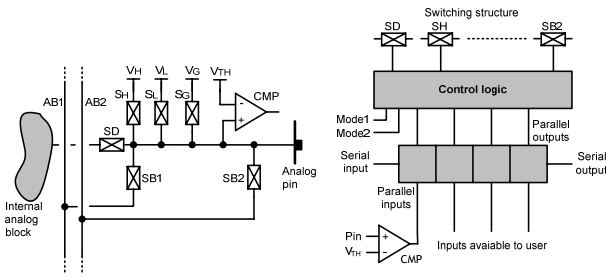 Switching structure
SD SH SB2
Control logic
Mode1
Mode2
Parallel outputs
Serial input
Serial output
Parallel inputs
Pin
+
VTH
-
CMP
Inputs avaiable to user
AB1 AB2
VH VL VG VTH
SH SL SG
-
+
CMP
SD
SB1
SB2
Analog pin
Internal analog block